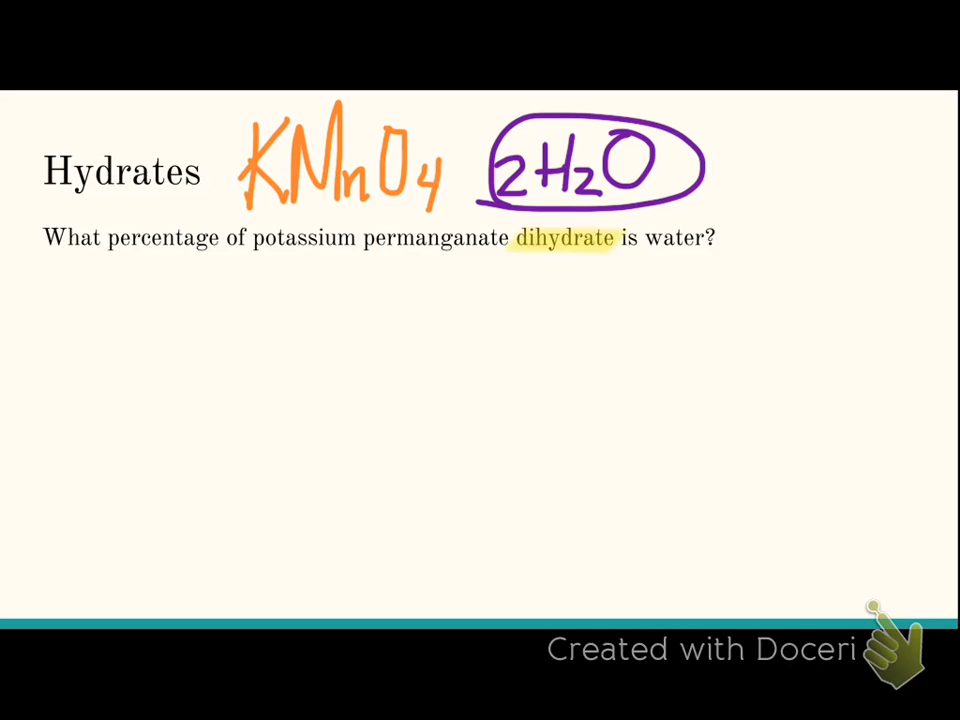 Hydrates KMnO4 2H2O
What percentage of potassium permanganate dihydrate is water?
Created with Doceri